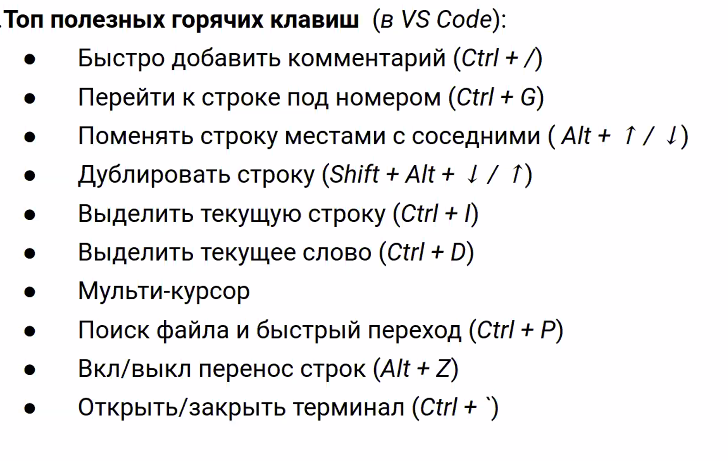 .Топ полезных горячих клавиш (в VS Code):
● Быстро добавить комментарий (Ctrl + /)
● Перейти к строке под номером (Ctrl + G)
● Поменять строку местами с соседними ( Alt + ↑ / ↓)
● Дублировать строку (Shift + Alt + ↓ / ↑)
● Выделить текущую строку (Ctrl + I)
● Выделить текущее слово (Ctrl + D)
● Мульти-курсор
● Поиск файла и быстрый переход (Ctrl + P)
● Вкл/выкл перенос строк (Alt + Z)
● Открыть/закрыть терминал (Ctrl + `)